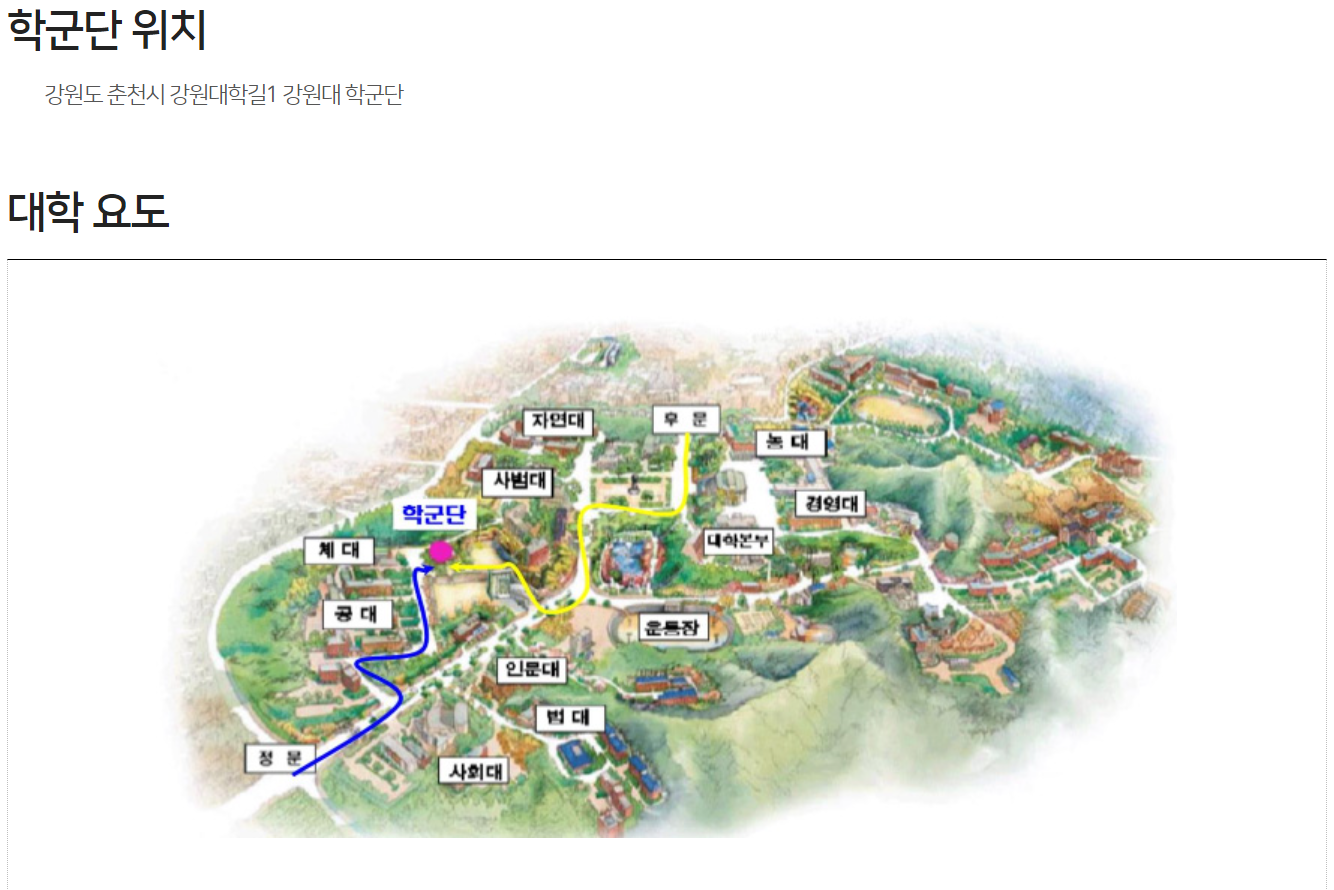 학군단 위치
강원도 춘천시 강원대학길1 강원대 학군단
대학 요도
자연대
후 문
농 대
사범대
경영대
학군단
대학본부
체 대
공 대
운동장
인문대
법 대
정 문
사회대